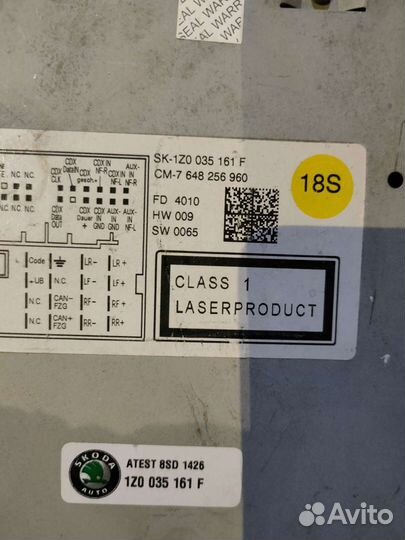 SEAL WARR
SEAL WARR
SEAL WARR
SK-1Z0 035 161 F
CM-7 648 256 960
18S
FD 4010
HW 009
SW 0065
CLASS 1
LASERPRODUCT
N.C. N.C. N.C.
CDX CLK
CDX DataIN
CDX gesch+
CDX IN NF-R
CDX IN NF-L
AUX-IN NF-R
AUX-IN NF-L
CDX Data OUT
CDX Dauer +
CDX IN GND
AUX-IN GND
Code LR- LR+
+UB N.C. LF- LF+
N.C. CAN- FZG RF- RF+
N.C. CAN+ FZG RR- RR+
SKODA
AUTO
ATEST 8SD 1426
1Z0 035 161 F
Avito